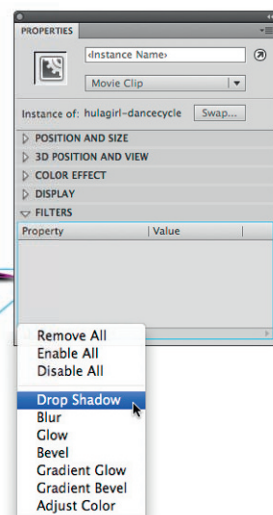 PROPERTIES
‹Instance Name›
Movie Clip
Instance of: hulagirl-dancecycle Swap...
POSITION AND SIZE
3D POSITION AND VIEW
COLOR EFFECT
DISPLAY
FILTERS
Property Value
Remove All
Enable All
Disable All
Drop Shadow
Blur
Glow
Bevel
Gradient Glow
Gradient Bevel
Adjust Color